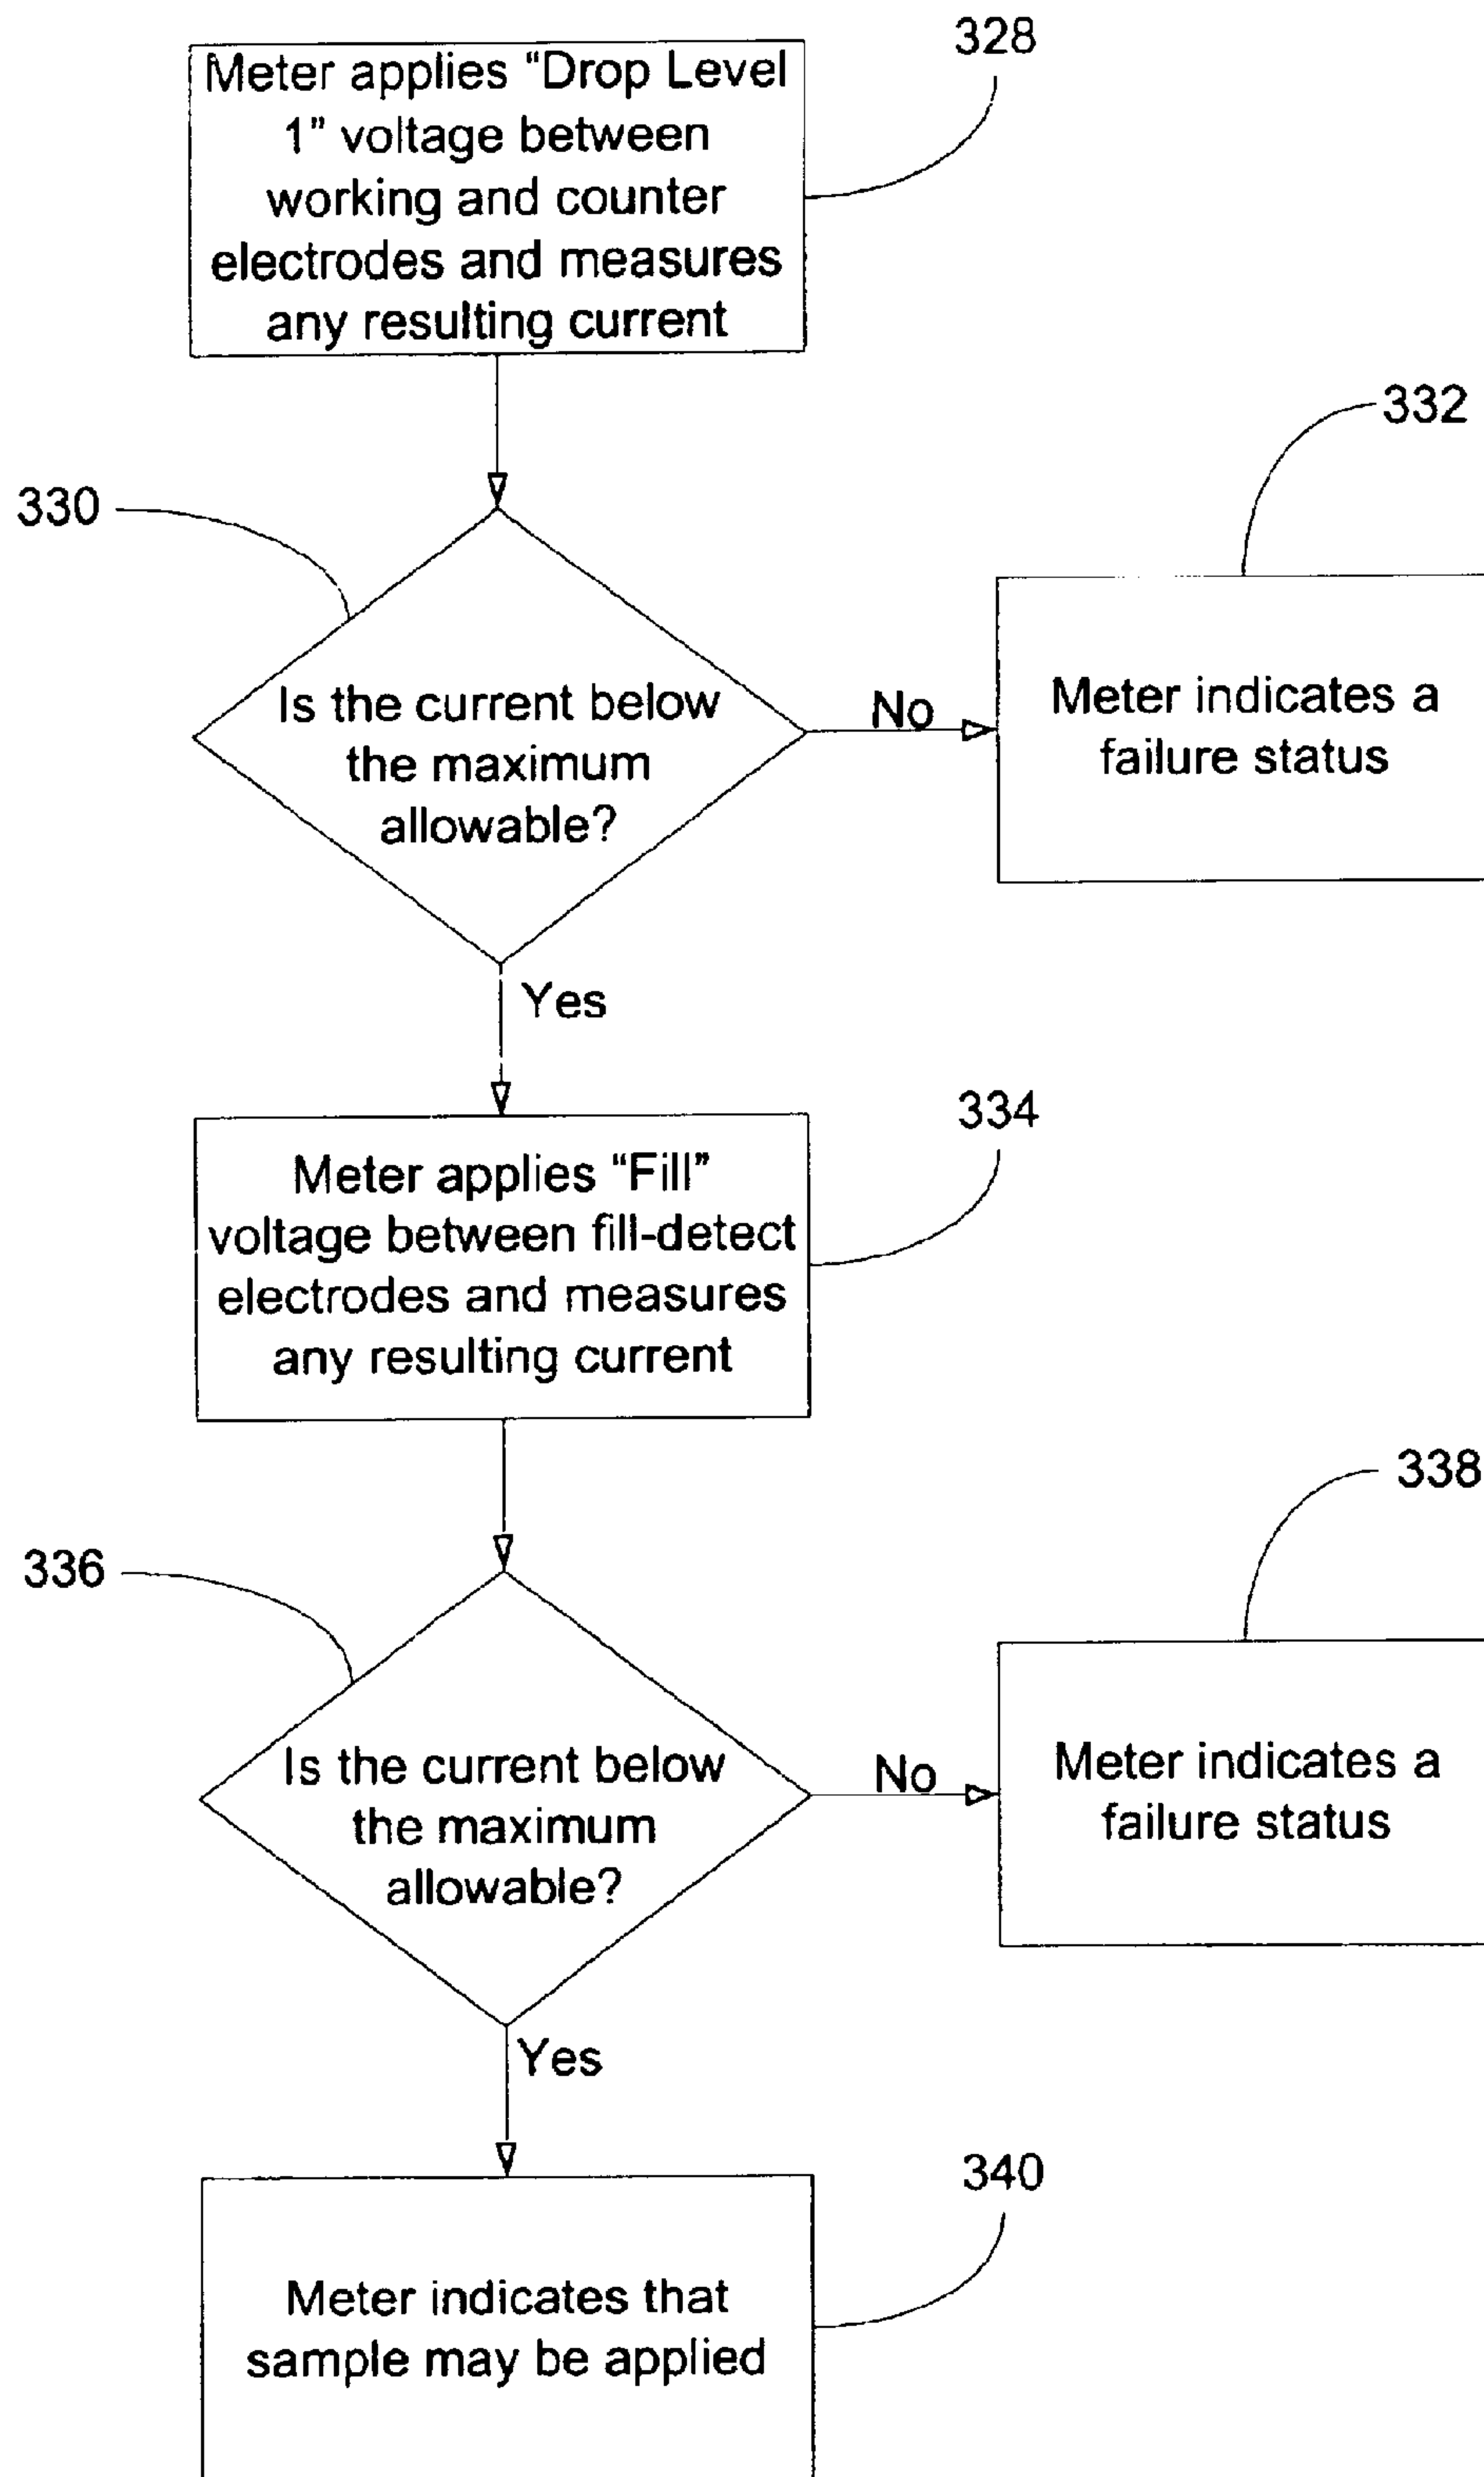 328
Meter applies “Drop Level
1” voltage between
working and counter
electrodes and measures
any resulting current
332
330
Is the current below
the maximum
allowable?
No
Meter indicates a
failure status
Yes
334
Meter applies “Fill”
voltage between fill-detect
electrodes and measures
any resulting current
338
336
Is the current below
the maximum
allowable?
No
Meter indicates a
failure status
Yes
340
Meter indicates that
sample may be applied